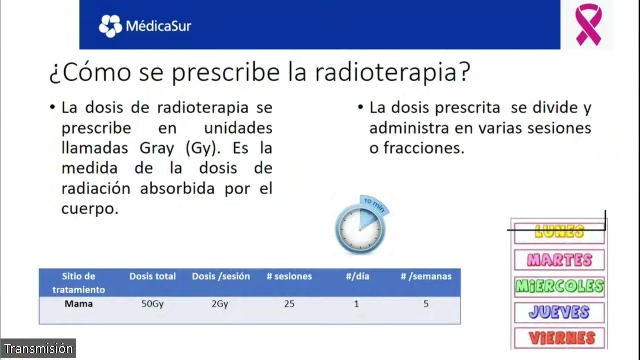 MédicaSur
¿Cómo se prescribe la radioterapia?
• La dosis de radioterapia se
prescribe en unidades
llamadas Gray (Gy). Es la
medida de la dosis de
radiación absorbida por el
cuerpo.
• La dosis prescrita se divide y
administra en varias sesiones
o fracciones.
10 min
LUNES
MARTES
MIERCOLES
JUEVES
VIERNES
Sitio de tratamiento Dosis total Dosis /sesión # sesiones #/día # /semanas
Mama 50Gy 2Gy 25 1 5
Transmisión